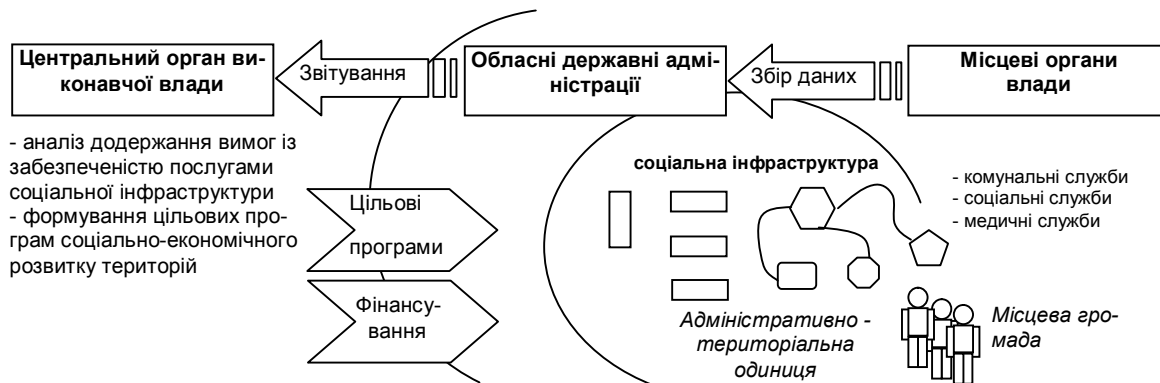 Центральний орган ви-
конавчої влади
Звітування
Обласні державні адмі-
ністрації
Збір даних
Місцеві органи
влади
- аналіз додержання вимог із
забезпеченістю послугами
соціальної інфраструктури
- формування цільових про-
грам соціально-економічного
розвитку територій
Цільові
програми
Фінансу-
вання
соціальна інфраструктура
- комунальні служби
- соціальні служби
- медичні служби
Адміністративно -
територіальна
одиниця
Місцева гро-
мада